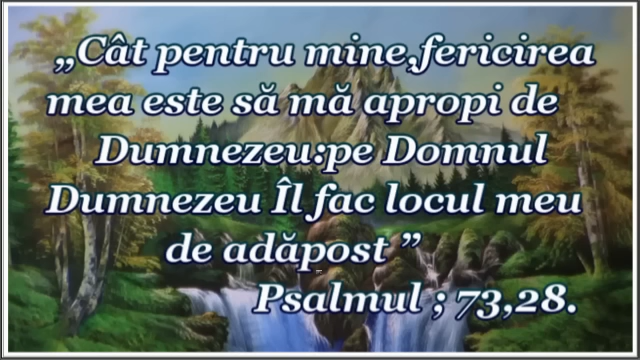 „Cât pentru mine,fericirea
mea este să mă apropi de
Dumnezeu:pe Domnul
Dumnezeu Îl fac locul meu
de adăpost ”
Psalmul ; 73,28.